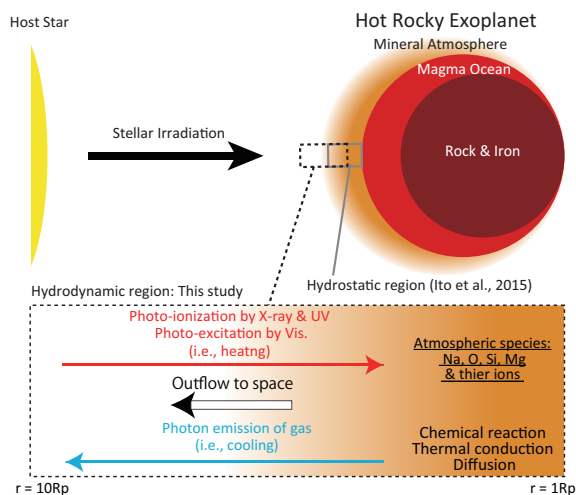 Host Star
Hot Rocky Exoplanet
Mineral Atmosphere
Magma Ocean
Stellar Irradiation
Rock & Iron
Hydrodynamic region: This study
Hydrostatic region (Ito et al., 2015)
Photo-ionization by X-ray & UV
Photo-excitation by Vis.
(i.e., heatng)
Atmospheric species:
Na, O, Si, Mg
& thier ions
Outflow to space
Photon emission of gas
(i.e., cooling)
Chemical reaction
Thermal conduction
Diffusion
r = 10Rp
r = 1Rp